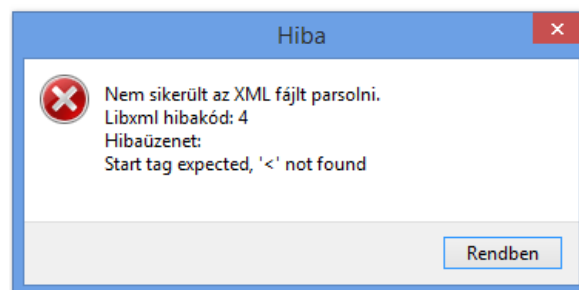 Hiba
Nem sikerült az XML fájlt parsolni.
Libxml hibakód: 4
Hibaüzenet:
Start tag expected, '<' not found
Rendben